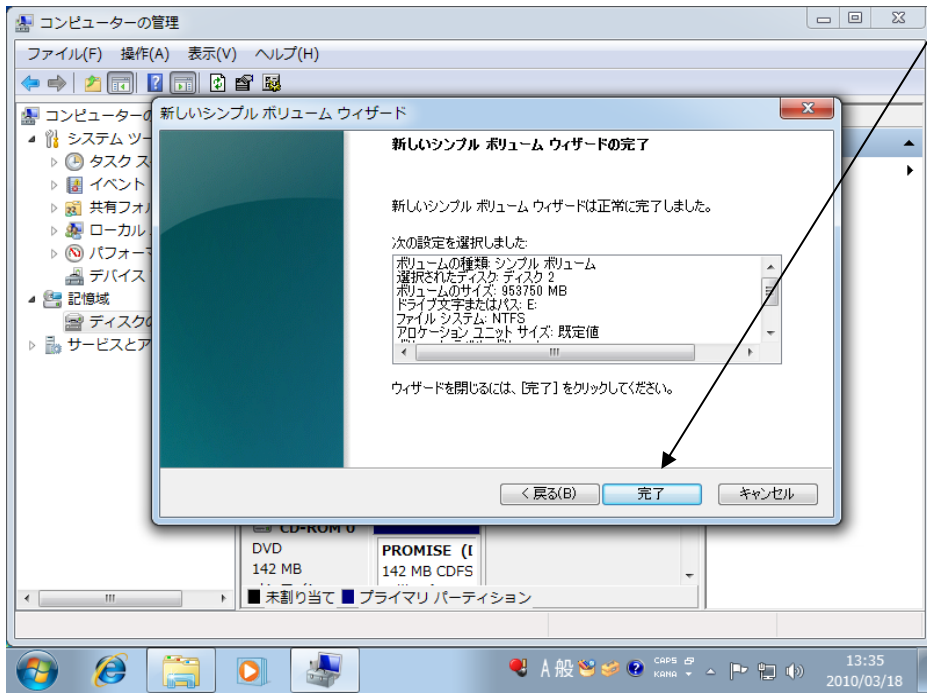 コンピューターの管理
ファイル(F) 操作(A) 表示(V) ヘルプ(H)
コンピューターの
システム ツー
タスク ス
イベント
共有フォ
ローカル
パフォーマ
デバイス
記憶域
ディスクの
サービスとア
新しいシンプル ボリューム ウィザード
新しいシンプル ボリューム ウィザードの完了
新しいシンプル ボリューム ウィザードは正常に完了しました。
次の設定を選択しました:
ボリュームの種類: シンプル ボリューム
選択されたディスク: ディスク 2
ボリュームのサイズ: 953750 MB
ドライブ文字またはパス: E:
ファイル システム: NTFS
アロケーション ユニット サイズ: 既定値
ウィザードを閉じるには、[完了] をクリックしてください。
< 戻る(B) 完了 キャンセル
CD-ROM 0
DVD
142 MB
PROMISE (I
142 MB CDFS
未割り当て プライマリ パーティション
A 般 CAPS KANA
13:35
2010/03/18